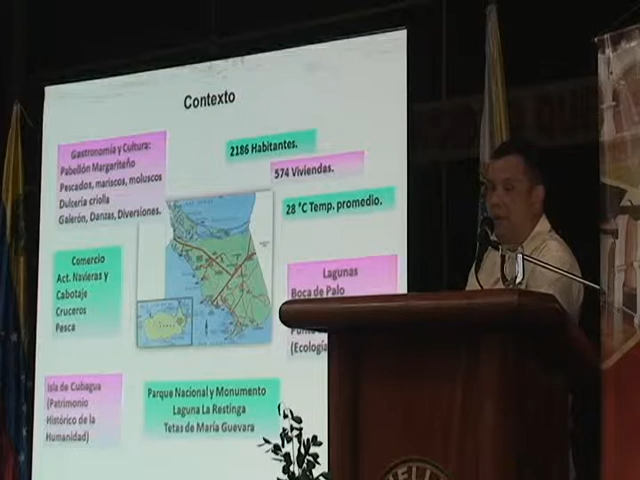 Contexto
Gastronomía y Cultura:
Pabellón Margariteño
Pescados, mariscos, moluscos
Dulcería criolla
Galerón, Danzas, Diversiones.
2186 Habitantes.
574 Viviendas.
28 °C Temp. promedio.
Comercio
Act. Navieras y
Cabotaje
Cruceros
Pesca
Lagunas
Boca de Palo
(Ecología
Isla de Cubagua
(Patrimonio
Histórico de la
Humanidad)
Parque Nacional y Monumento
Laguna La Restinga
Tetas de María Guevara